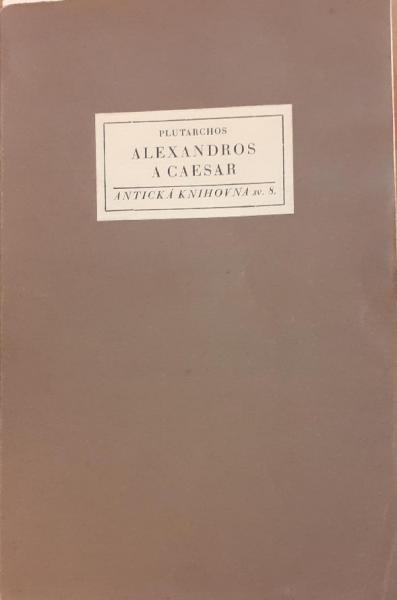 PLUTARCHOS
ALEXANDROS
A CAESAR
ANTICKÁ KNIHOVNA sv. 8.